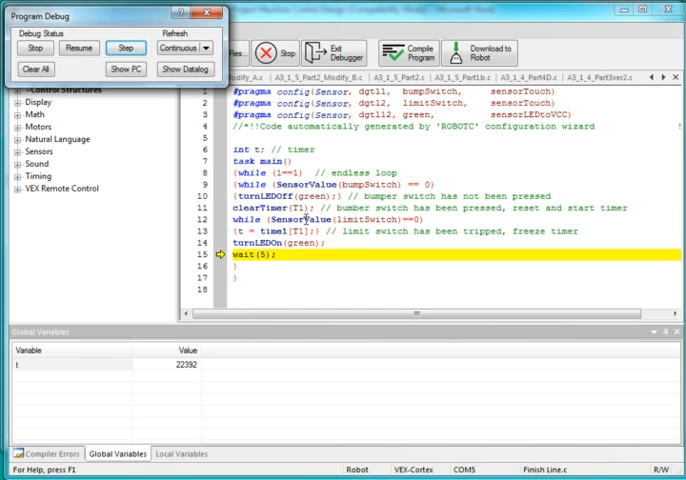 Program Debug
Debug Status
Refresh
Stop Resume Step Continuous
Clear All Show PC Show Datalog
Res... Stop Exit Debugger Compile Program Download to Robot
odify_A.c A3_1_5_Part2_Modify_B.c A3_1_5_Part2.c A3_1_5_Part1b.c A3_1_4_Part4D.c A3_1_4_Part3ver2.c
Control Structures
Display
Math
Motors
Natural Language
Sensors
Sound
Timing
VEX Remote Control
1 #pragma config(Sensor, dgtl1, bumpSwitch, sensorTouch)
2 #pragma config(Sensor, dgtl2, limitSwitch, sensorTouch)
3 #pragma config(Sensor, dgtl12, green, sensorLEDtoVCC)
4 //*!!Code automatically generated by 'ROBOTC' configuration wizard !
5
6 int t; // timer
7 task main()
8 {while (1==1) // endless loop
9 {while (SensorValue(bumpSwitch) == 0)
10 {turnLEDOff(green);} // bumper switch has not been pressed
11 clearTimer(T1); // bumber switch has been pressed, reset and start timer
12 while (SensorValue(limitSwitch)==0)
13 {t = time1[T1];} // limit switch has been tripped, freeze timer
14 turnLEDOn(green);
15 wait(5);
16 }
17 }
18
Global Variables
Variable Value
t 22392
Compiler Errors Global Variables Local Variables
For Help, press F1 Robot VEX-Cortex COM5 Finish Line.c R/W